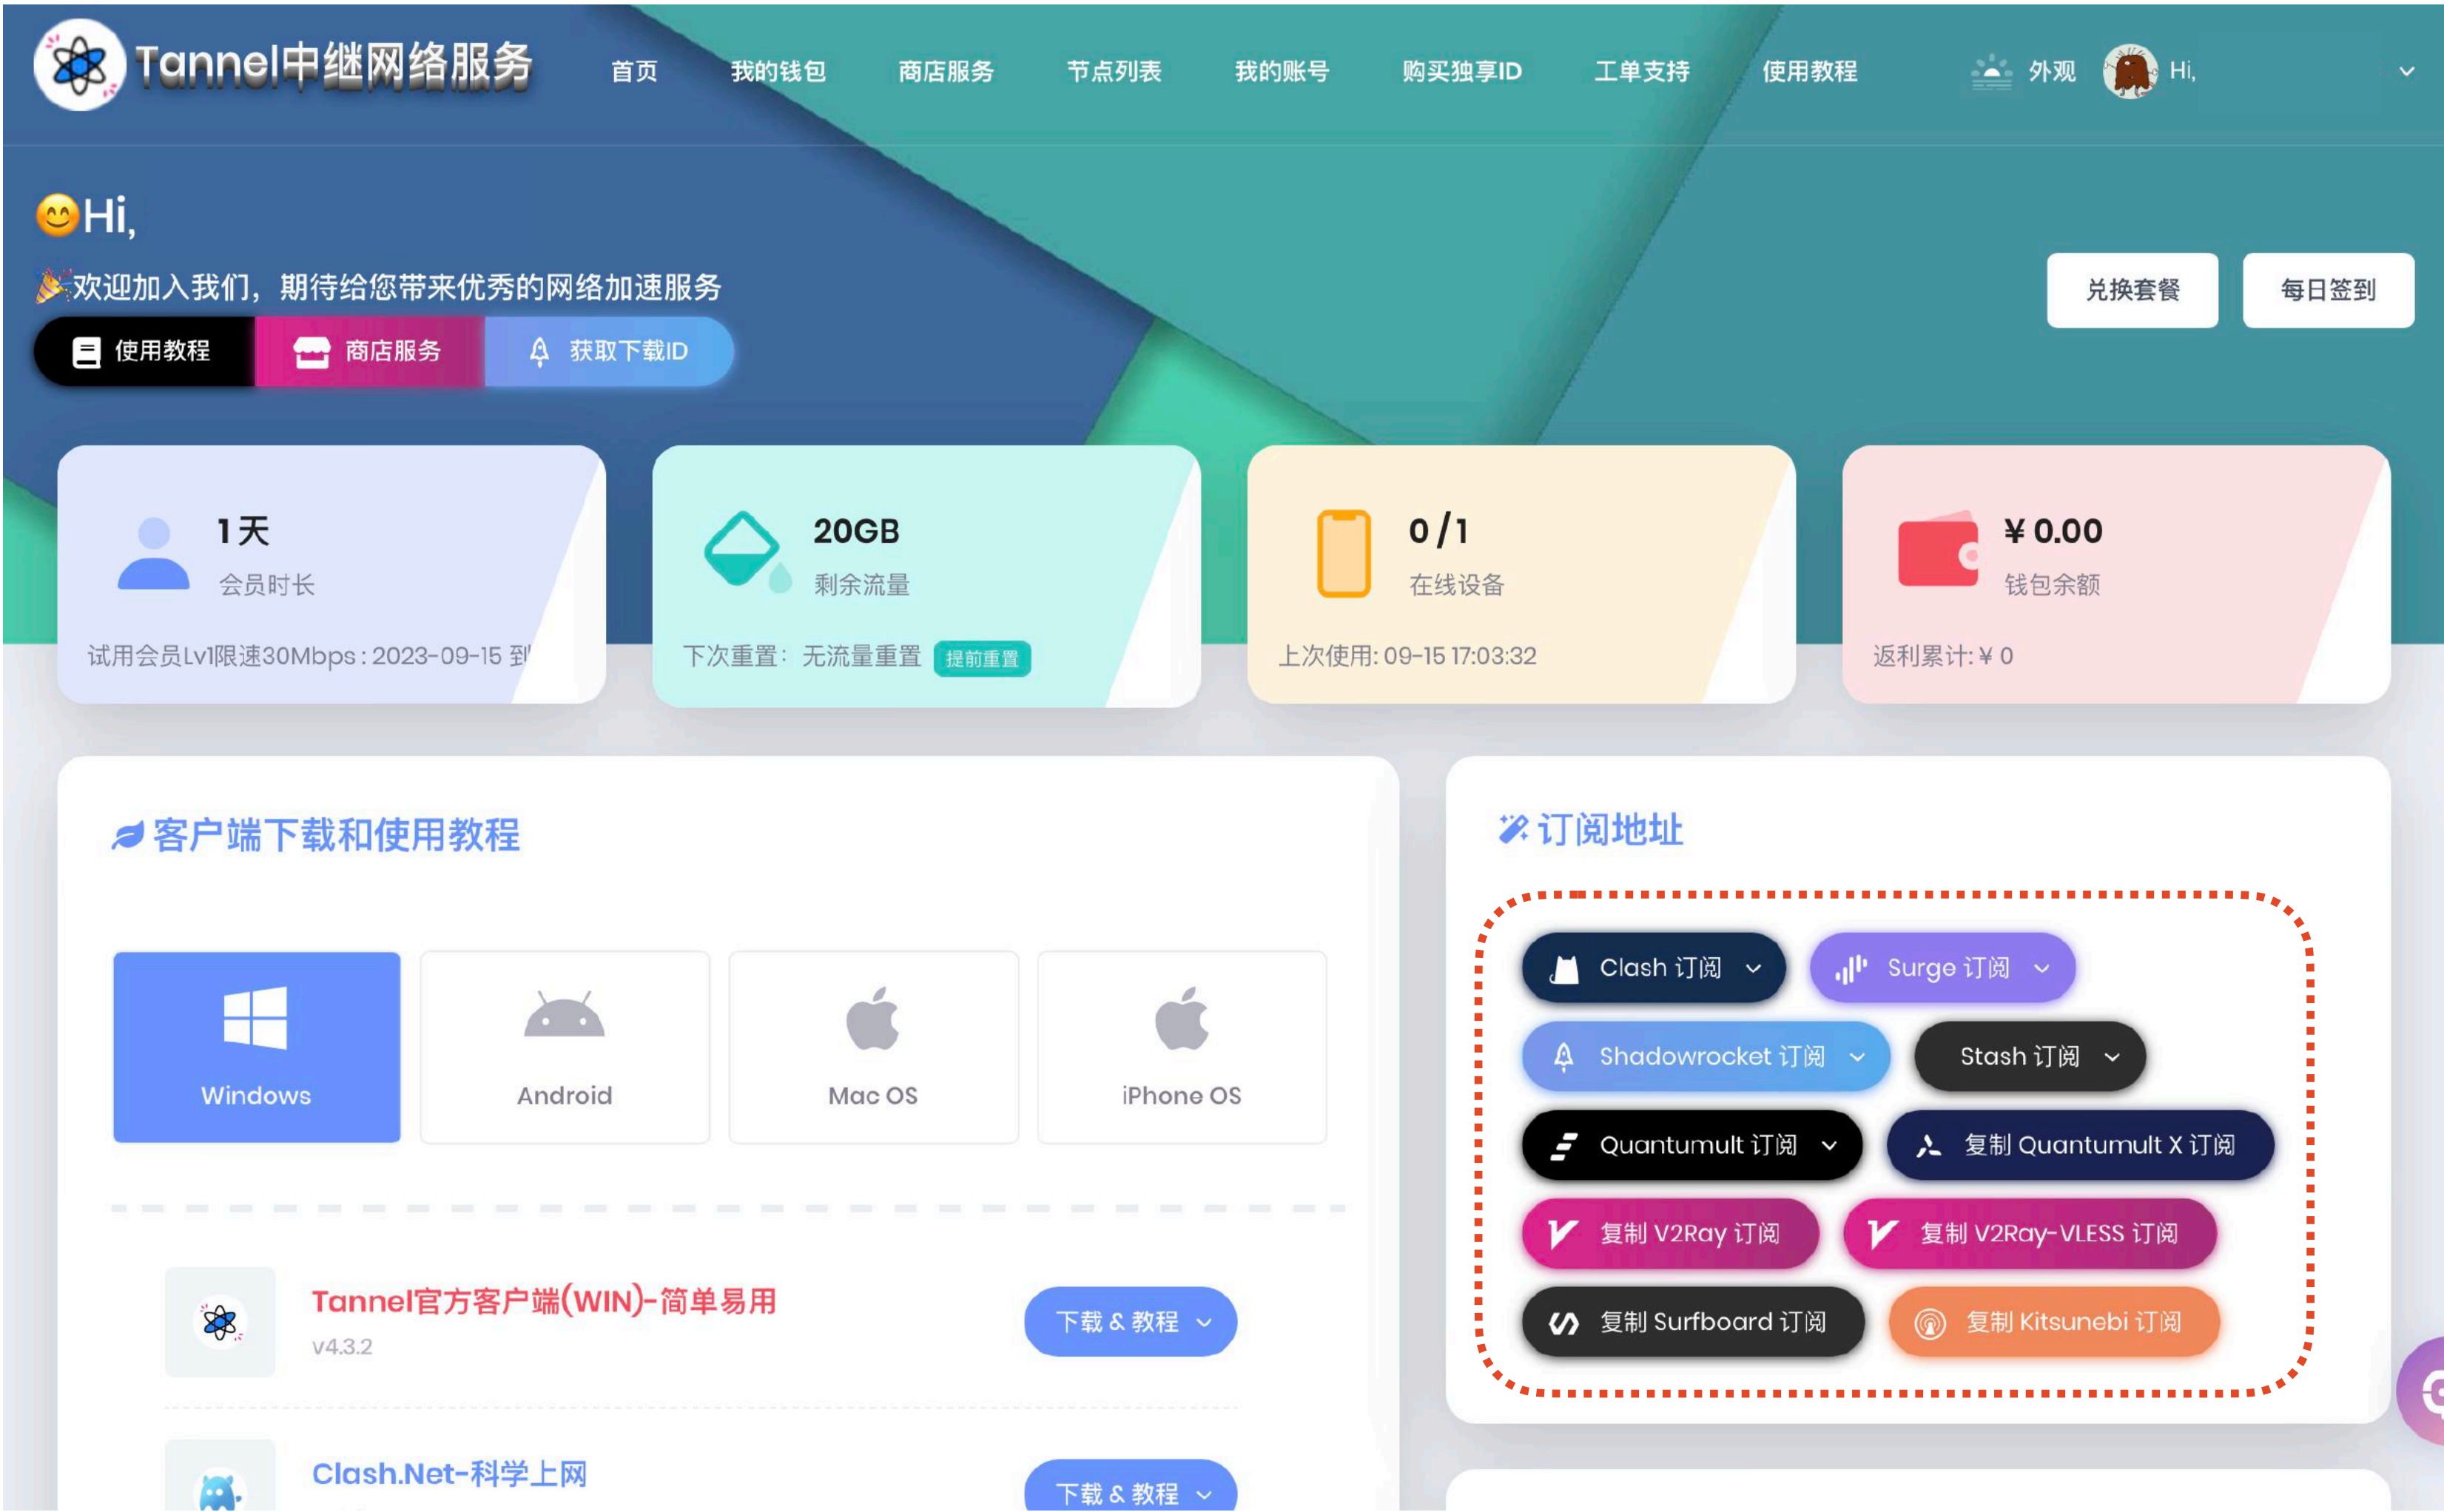 Tannel中继网络服务
首页 我的钱包 商店服务 节点列表 我的账号 购买独享ID 工单支持 使用教程 外观 Hi,
😊Hi,
🎉欢迎加入我们，期待给您带来优秀的网络加速服务
兑换套餐 每日签到
使用教程 商店服务 获取下载ID
1 天
会员时长
试用会员Lv1限速30Mbps : 2023-09-15 到
20GB
剩余流量
下次重置：无流量重置 提前重置
0 / 1
在线设备
上次使用: 09-15 17:03:32
¥ 0.00
钱包余额
返利累计: ¥ 0
客户端下载和使用教程
Windows Android Mac OS iPhone OS
Tannel官方客户端(WIN)-简单易用
v4.3.2
下载 & 教程
Clash.Net-科学上网
下载 & 教程
订阅地址
Clash 订阅 Surge 订阅
Shadowrocket 订阅 Stash 订阅
Quantumult 订阅 复制 Quantumult X 订阅
复制 V2Ray 订阅 复制 V2Ray-VLESS 订阅
复制 Surfboard 订阅 复制 Kitsunebi 订阅